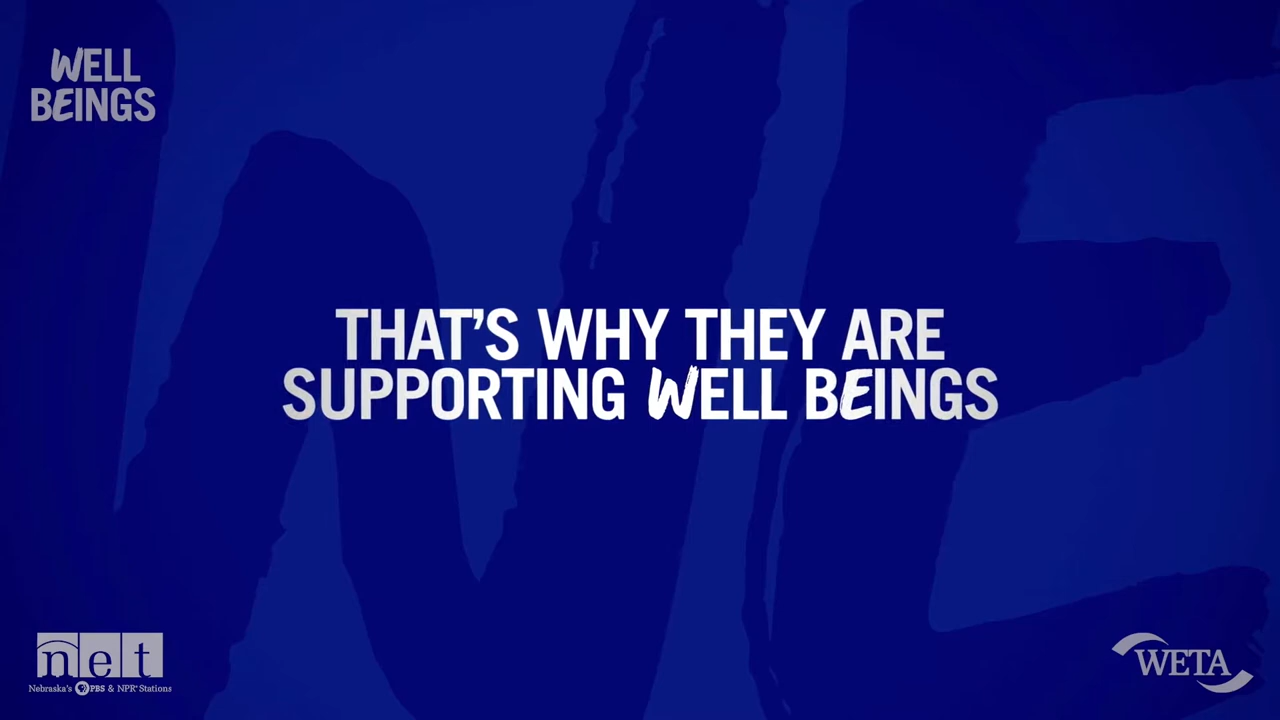 WELL
BEINGS
THAT'S WHY THEY ARE
SUPPORTING WELL BEINGS
net
Nebraska's PBS & NPR® Stations
WETA